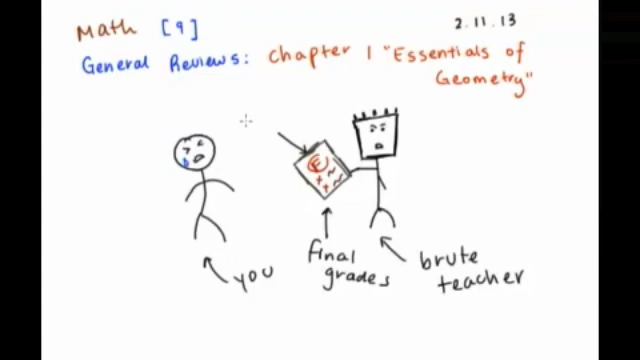 Math [9]
2.11.13
General Reviews: Chapter 1 "Essentials of
Geometry"
F
you
final
grades
brute
teacher